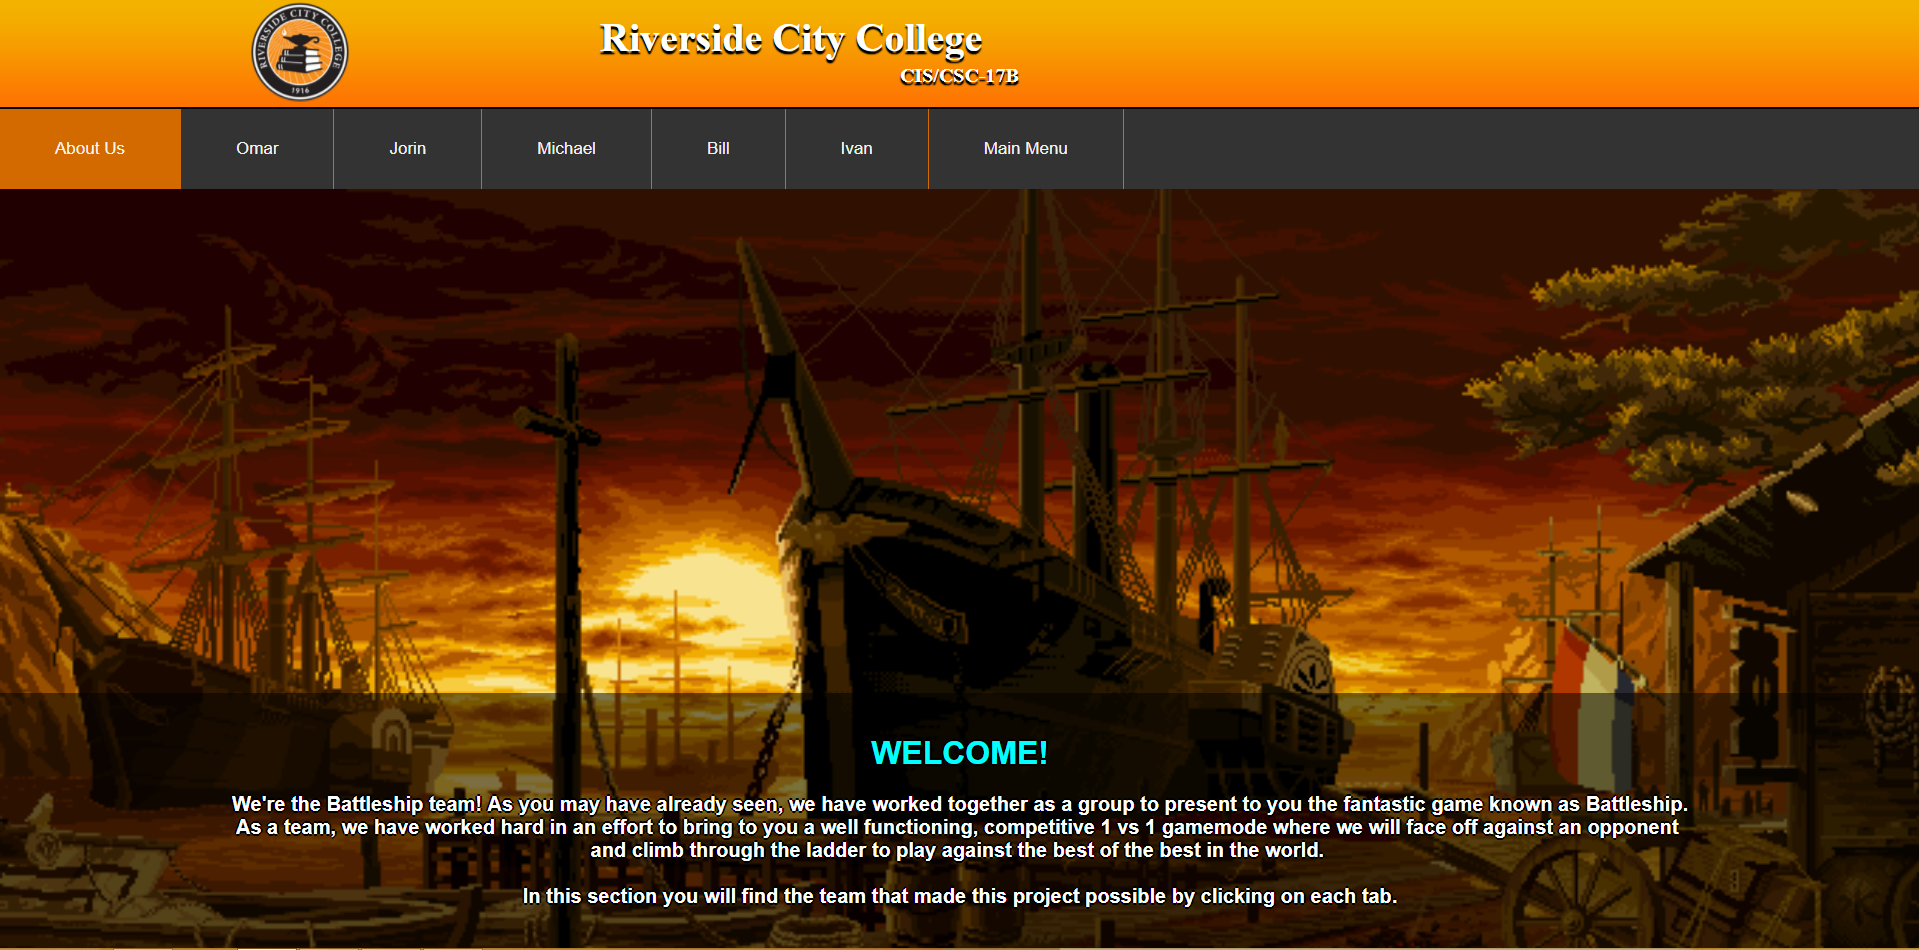 RIVERSIDE CITY COLLEGE
1916
Riverside City College
CIS/CSC-17B
About Us
Omar
Jorin
Michael
Bill
Ivan
Main Menu
WELCOME!
We're the Battleship team! As you may have already seen, we have worked together as a group to present to you the fantastic game known as Battleship.
As a team, we have worked hard in an effort to bring to you a well functioning, competitive 1 vs 1 gamemode where we will face off against an opponent
and climb through the ladder to play against the best of the best in the world.
In this section you will find the team that made this project possible by clicking on each tab.